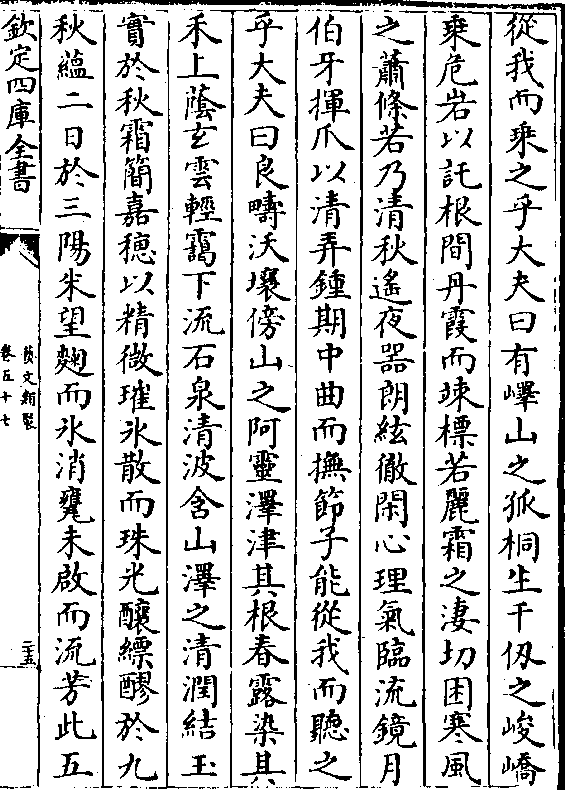 從我而乗之乎大夫曰有嶧山之孤桐生千仭之峻嶠
乗危岩以託根間丹霞而竦標若麗霜之淒切困寒風
之蕭條若乃清秋遙夜器朗絃徹閑心理氣臨流鏡月
伯牙揮爪以清弄鍾期中曲而撫節子能從我而聽之
乎大夫曰良疇沃壤傍山之阿靈澤津其根春露染其
禾上蔭玄雲輕靄下流石泉清波含山澤之清潤結玉
實於秋霜簡嘉穗以精微璀氷散而珠光釀縹醪於九
秋蘊二日於三陽米望麴而氷消甕未啟而流芳此五
欽定四庫全書
藝文類聚
卷五十七
二十五